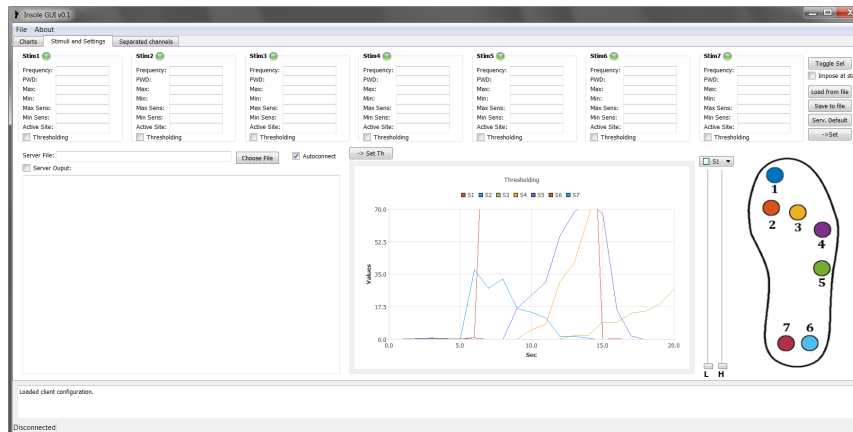 Insole GUI v0.1
File About
Charts Stimuli and Settings Separated channels
Stim1 Stim2 Stim3 Stim4 Stim5 Stim6 Stim7
Frequency: Frequency: Frequency: Frequency: Frequency: Frequency: Frequency:
PWD: PWD: PWD: PWD: PWD: PWD: PWD:
Max: Max: Max: Max: Max: Max: Max:
Min: Min: Min: Min: Min: Min: Min:
Max Sens: Max Sens: Max Sens: Max Sens: Max Sens: Max Sens: Max Sens:
Min Sens: Min Sens: Min Sens: Min Sens: Min Sens: Min Sens: Min Sens:
Active Site: Active Site: Active Site: Active Site: Active Site: Active Site: Active Site:
Thresholding Thresholding Thresholding Thresholding Thresholding Thresholding Thresholding
Toggle Sel
Impose at sta
Load from file
Save to file
Serv. Default
->Set
Server File: Choose File Autoconnect -> Set Th
Server Ouput:
Thresholding
S1 S2 S3 S4 S5 S6 S7
70.0
52.5
35.0
17.5
0.0
Values
0.0 5.0 10.0 15.0 20.0
Sec
S1
L H
1
2
3
4
5
7 6
Loaded client configuration.
Disconnected